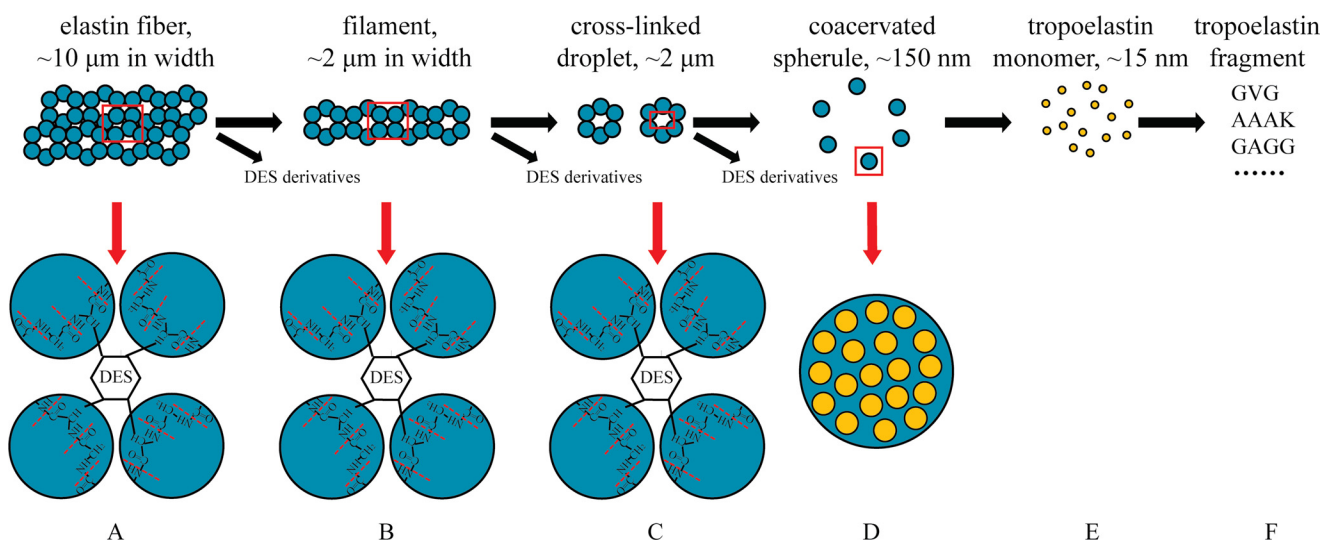 elastin fiber,
~10 μm in width
filament,
~2 μm in width
cross-linked
droplet, ~2 μm
coacervated
spherule, ~150 nm
tropoelastin
monomer, ~15 nm
tropoelastin
fragment
GVG
AAAK
GAGG
......
DES derivatives
DES derivatives
DES derivatives
DES
DES
DES
A
B
C
D
E
F